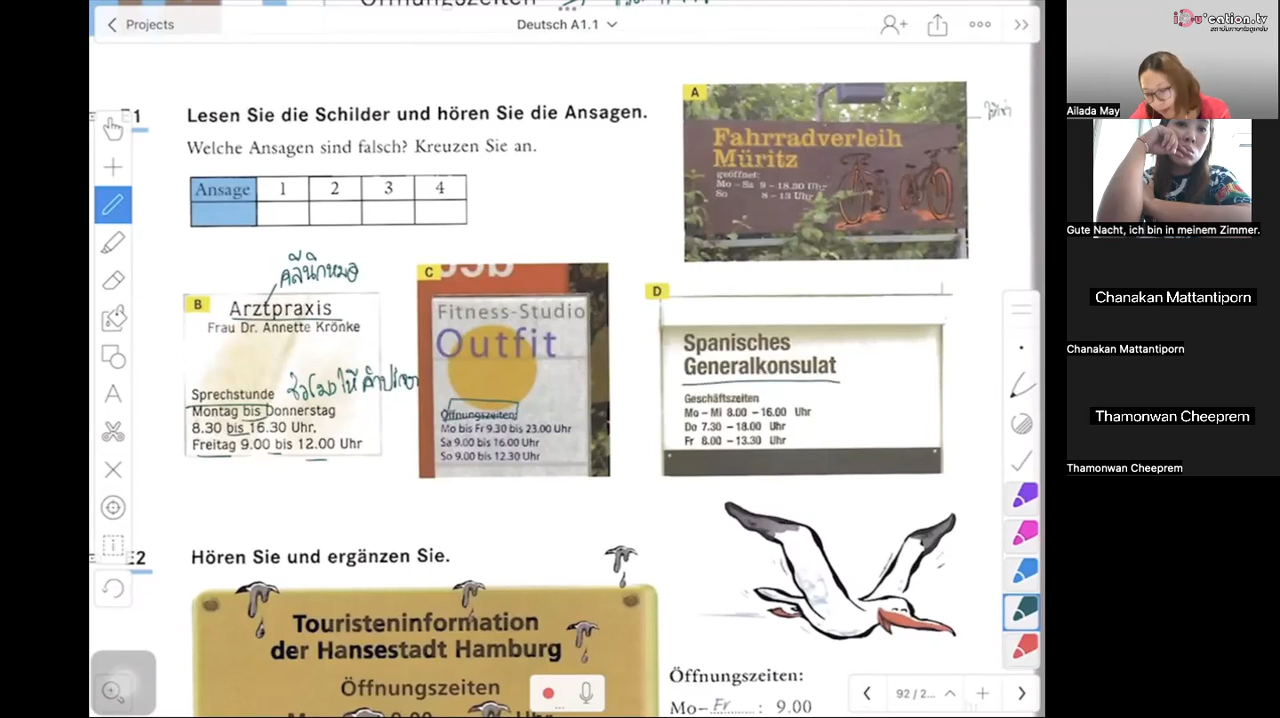 Öffnungszeiten
Projects
Deutsch A1.1
E1
Lesen Sie die Schilder und hören Sie die Ansagen.
Welche Ansagen sind falsch? Kreuzen Sie an.
Ansage 1 2 3 4
A
Fahrradverleih
Müritz
geöffnet:
Mo – Sa 9 – 18.30 Uhr
So 8 – 13 Uhr
คลีนิกหมอ
B
Arztpraxis
Frau Dr. Annette Krönke
Sprechstunde
Montag bis Donnerstag
8.30 bis 16.30 Uhr.
Freitag 9.00 bis 12.00 Uhr
C
Fitness-Studio
Outfit
Öffnungszeiten:
Mo bis Fr 9.30 bis 23.00 Uhr
Sa 9.00 bis 16.00 Uhr
So 9.00 bis 12.30 Uhr
D
Spanisches
Generalkonsulat
Geschäftszeiten
Mo – Mi 8.00 – 16.00 Uhr
Do 7.30 – 18.00 Uhr
Fr 8.00 – 13.30 Uhr
E2
Hören Sie und ergänzen Sie.
Touristeninformation
der Hansestadt Hamburg
Öffnungszeiten
Öffnungszeiten:
Mo– Fr : 9.00
92 / 2...
iDu'cation.tv
Ailada May
Gute Nacht, ich bin in meinem Zimmer.
Chanakan Mattantiporn
Chanakan Mattantiporn
Thamonwan Cheeprem
Thamonwan Cheeprem